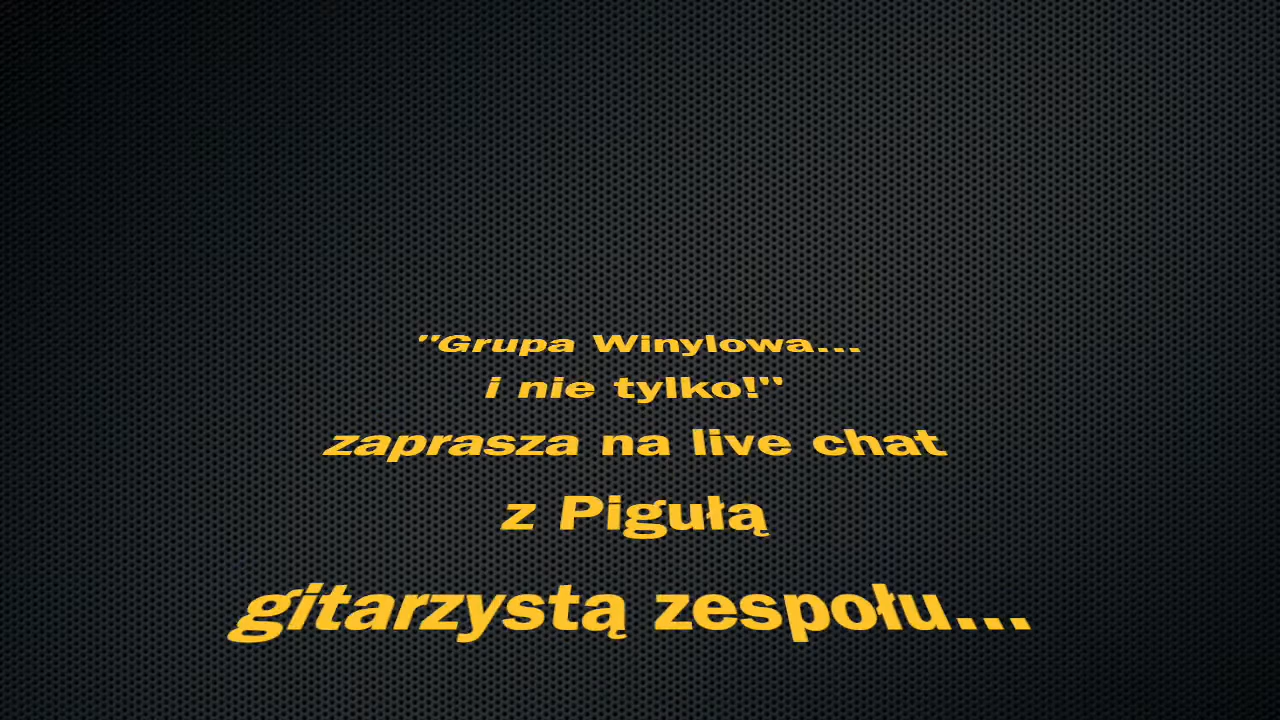 "Grupa Winylowa...
i nie tylko!"
zaprasza na live chat
z Pigułą
gitarzystą zespołu...